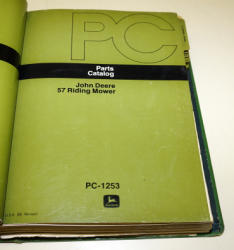 PC
Parts
Catalog
John Deere
57 Riding Mower
PC-1253